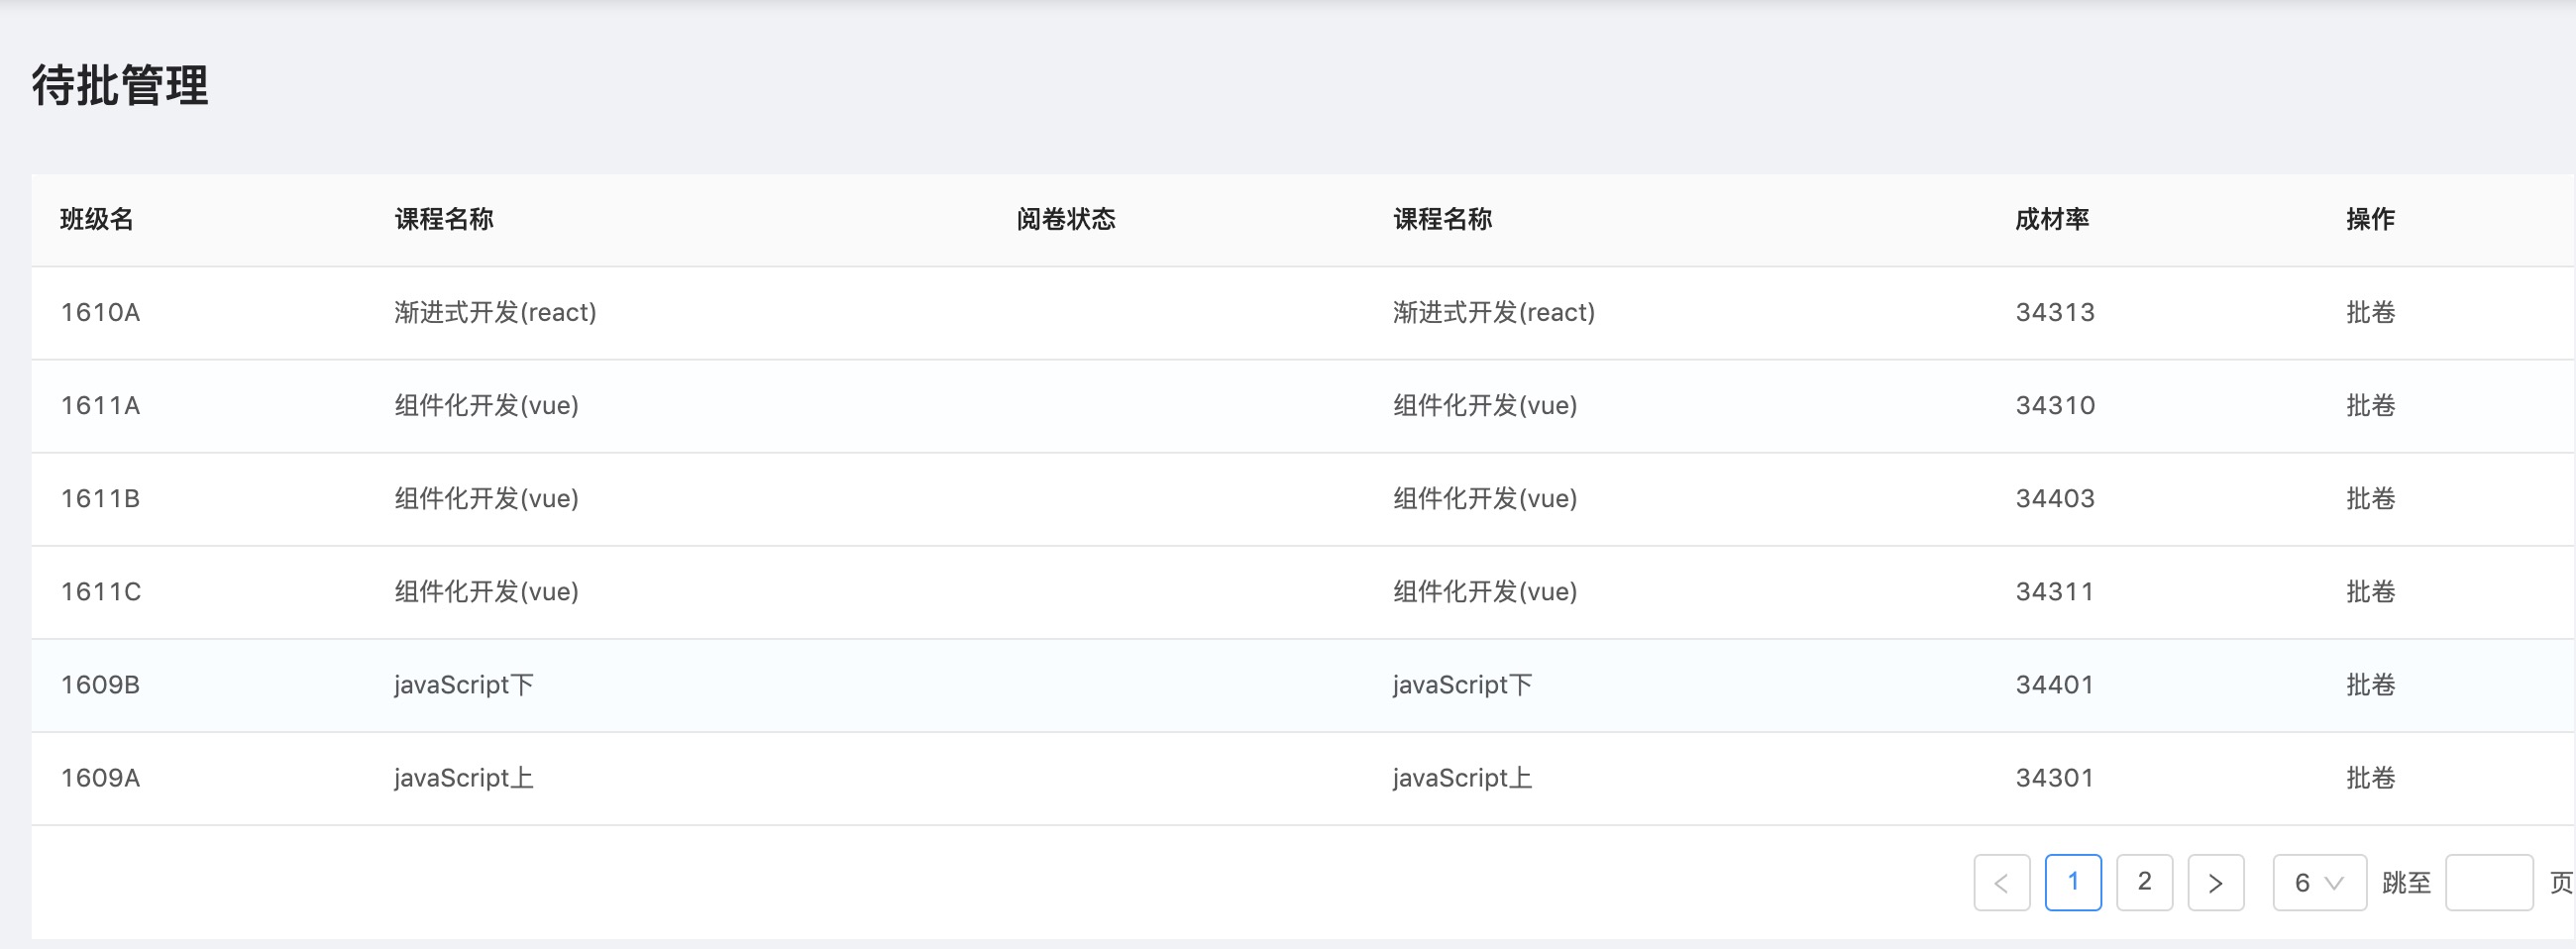 待批管理
班级名 课程名称 阅卷状态 课程名称 成材率 操作
1610A 渐进式开发(react) 渐进式开发(react) 34313 批卷
1611A 组件化开发(vue) 组件化开发(vue) 34310 批卷
1611B 组件化开发(vue) 组件化开发(vue) 34403 批卷
1611C 组件化开发(vue) 组件化开发(vue) 34311 批卷
1609B javaScript下 javaScript下 34401 批卷
1609A javaScript上 javaScript上 34301 批卷
< 1 2 > 6 跳至 页